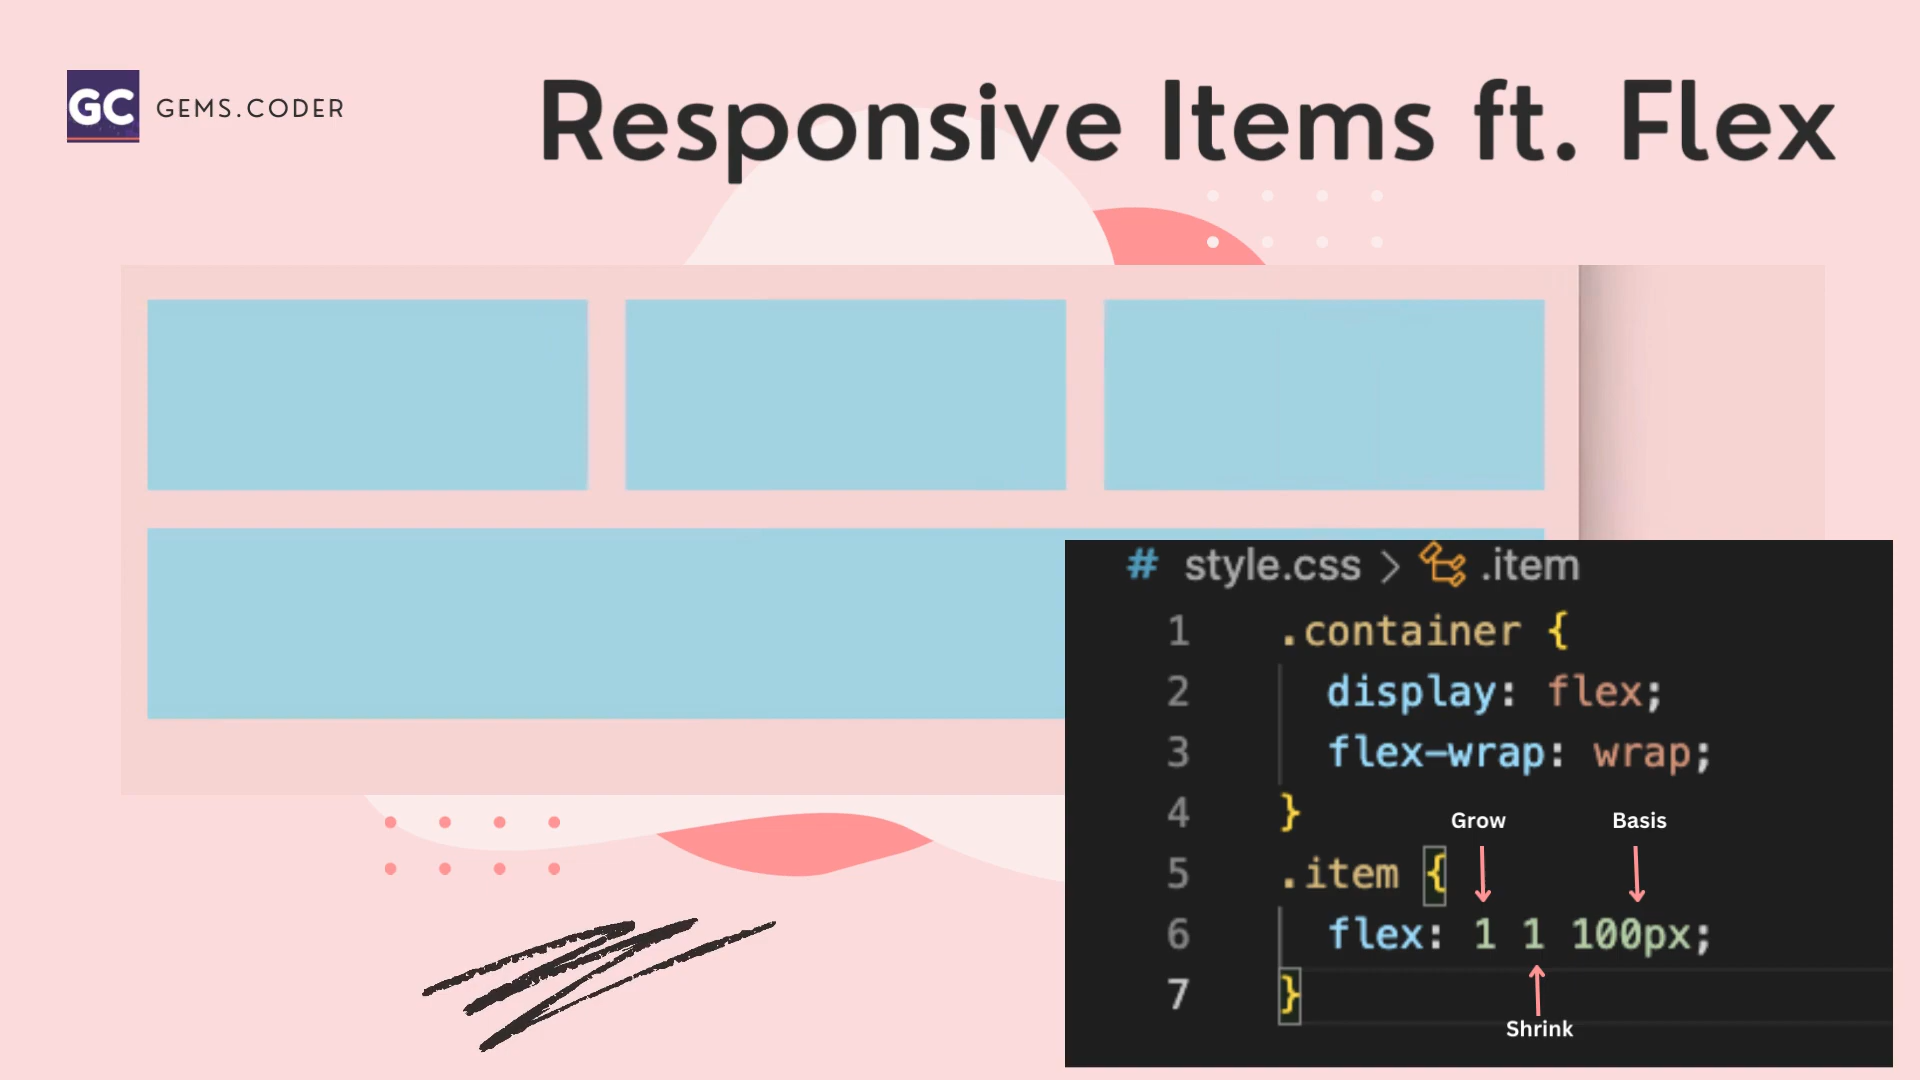 GC GEMS.CODER
Responsive Items ft. Flex
# style.css > .item
1 .container {
2 display: flex;
3 flex-wrap: wrap;
4 }
Grow Basis
5 .item {
6 flex: 1 1 100px;
7 }
Shrink